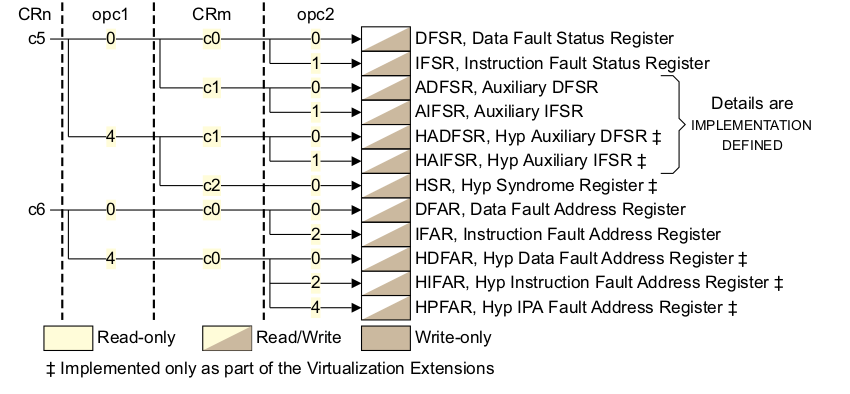 CRn opc1 CRm opc2
c5 0 c0 0 DFSR, Data Fault Status Register
1 IFSR, Instruction Fault Status Register
c1 0 ADFSR, Auxiliary DFSR
1 AIFSR, Auxiliary IFSR
4 c1 0 HADFSR, Hyp Auxiliary DFSR ‡
1 HAIFSR, Hyp Auxiliary IFSR ‡
Details are
IMPLEMENTATION
DEFINED
c2 0 HSR, Hyp Syndrome Register ‡
c6 0 c0 0 DFAR, Data Fault Address Register
2 IFAR, Instruction Fault Address Register
4 c0 0 HDFAR, Hyp Data Fault Address Register ‡
2 HIFAR, Hyp Instruction Fault Address Register ‡
4 HPFAR, Hyp IPA Fault Address Register ‡
Read-only Read/Write Write-only
‡ Implemented only as part of the Virtualization Extensions